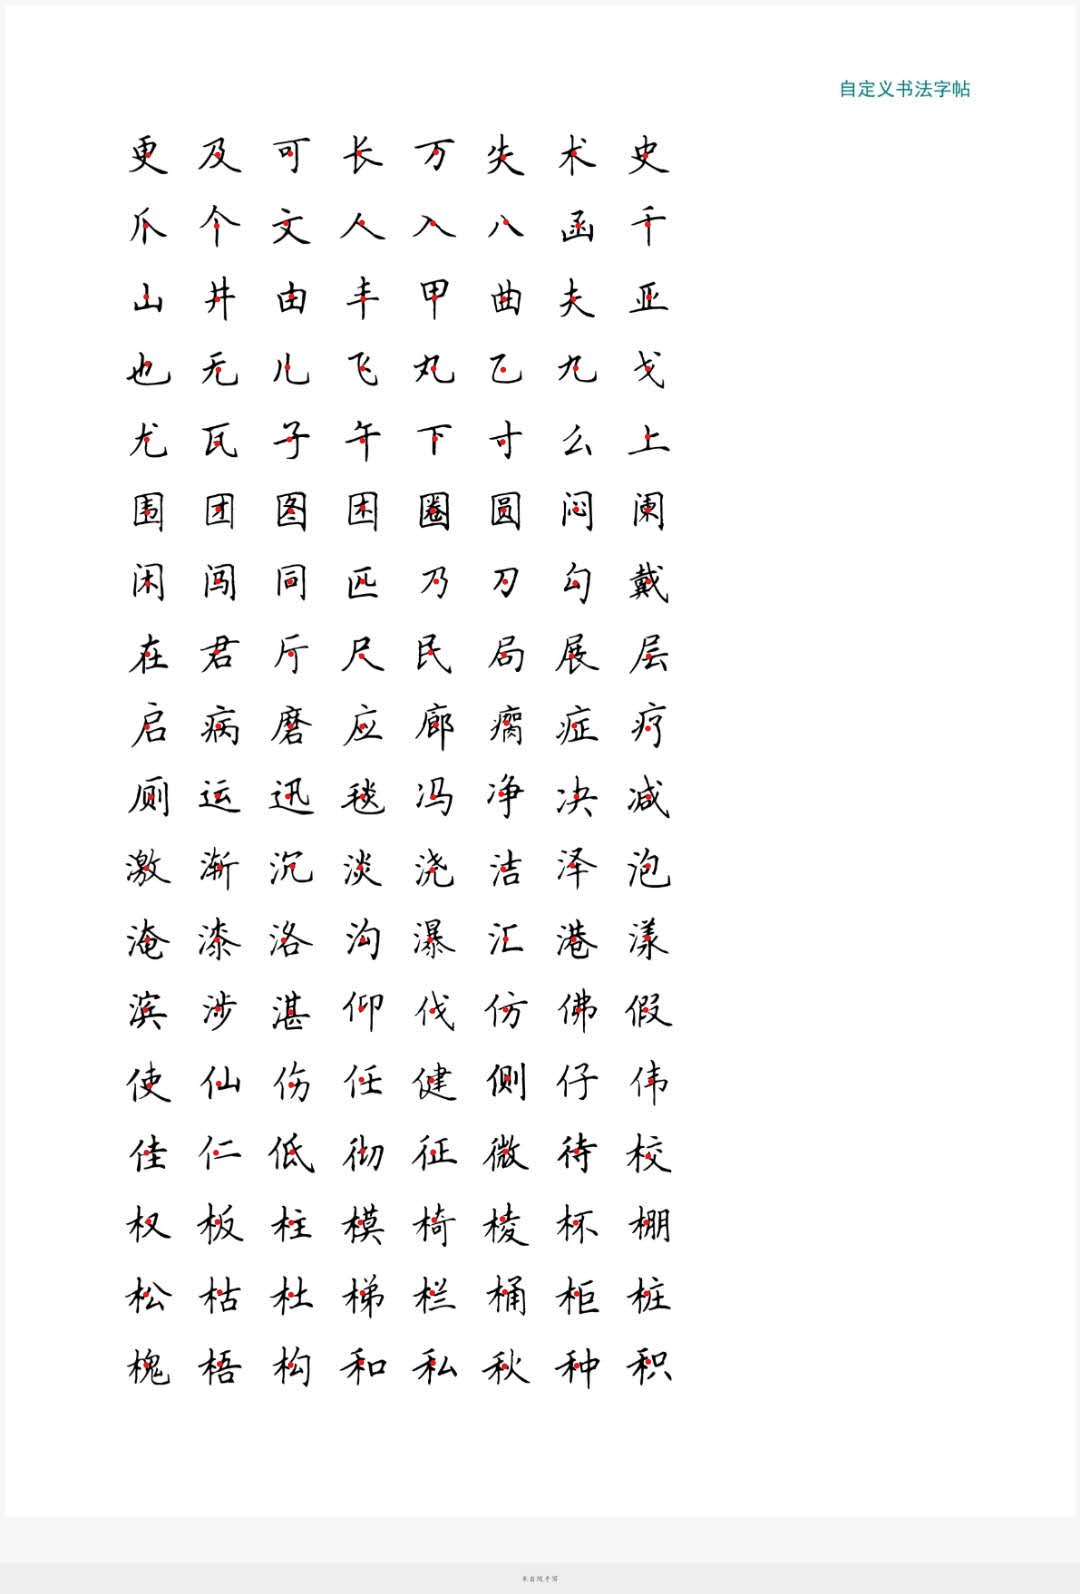 自定义书法字帖
更 及 可 长 万 失 术 史
爪 个 文 人 入 八 函 千
山 井 由 丰 甲 曲 夫 亚
也 无 儿 飞 丸 乙 九 戈
尤 瓦 子 午 下 寸 么 上
围 团 图 困 圈 圆 闷 阑
闲 闯 同 匹 乃 刀 勾 戴
在 君 斤 尺 民 局 展 层
启 病 磨 应 廊 瘸 症 疗
厕 运 迅 毯 冯 净 决 减
激 渐 沉 淡 浇 洁 泽 泡
淹 漆 洛 沟 瀑 汇 港 漾
滨 涉 湛 仰 伐 仿 佛 假
使 仙 伤 任 健 侧 仔 伟
佳 仁 低 彻 征 微 待 校
权 板 柱 模 椅 棱 杯 棚
松 枯 杜 梯 栏 桶 柜 桩
槐 梧 构 和 私 秋 种 积